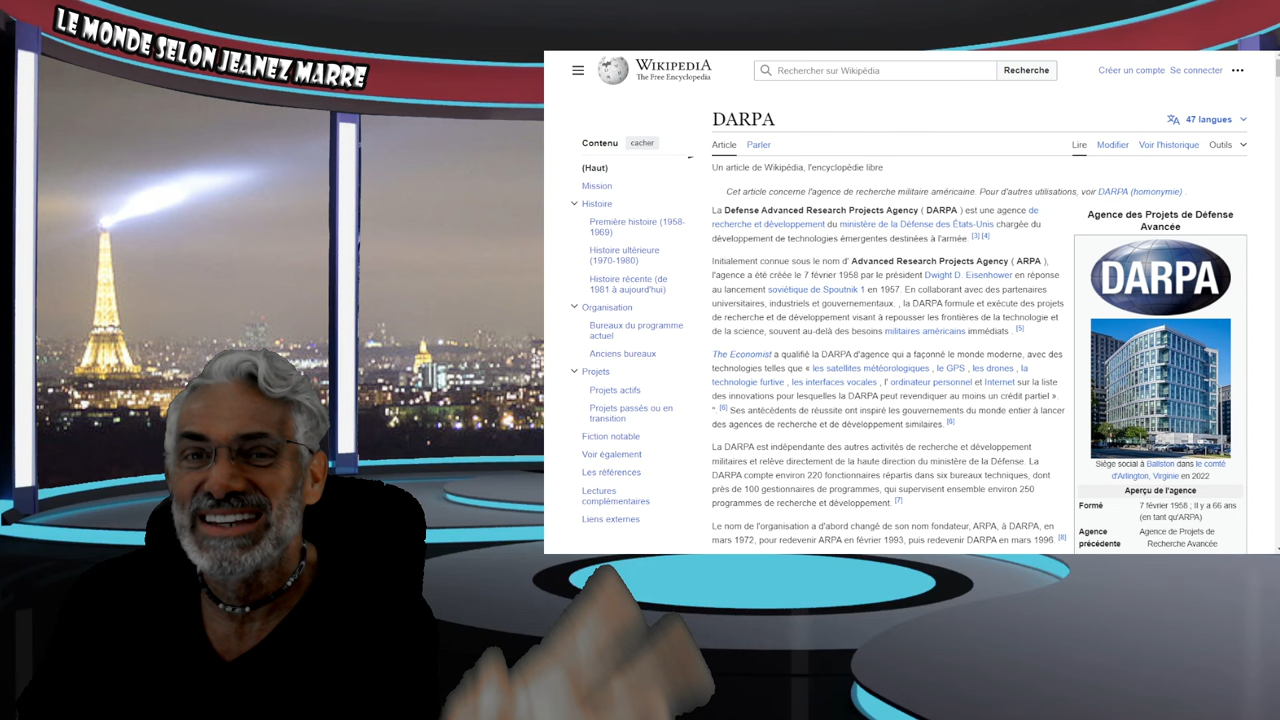 LE MONDE SELON JEANEZ MARRE
WIKIPEDIA
The Free Encyclopedia
Rechercher sur Wikipédia
Recherche
Créer un compte Se connecter
DARPA
47 langues
Contenu cacher
(Haut)
Mission
Histoire
Première histoire (1958-
1969)
Histoire ultérieure
(1970-1980)
Histoire récente (de
1981 à aujourd'hui)
Organisation
Bureaux du programme
actuel
Anciens bureaux
Projets
Projets actifs
Projets passés ou en
transition
Fiction notable
Voir également
Les références
Lectures
complémentaires
Liens externes
Article Parler
Lire Modifier Voir l'historique Outils
Un article de Wikipédia, l'encyclopédie libre
Cet article concerne l'agence de recherche militaire américaine. Pour d'autres utilisations, voir DARPA (homonymie) .
La Defense Advanced Research Projects Agency ( DARPA ) est une agence de
recherche et développement du ministère de la Défense des États-Unis chargée du
développement de technologies émergentes destinées à l'armée. [3] [4]
Initialement connue sous le nom d' Advanced Research Projects Agency ( ARPA ),
l'agence a été créée le 7 février 1958 par le président Dwight D. Eisenhower en réponse
au lancement soviétique de Spoutnik 1 en 1957. En collaborant avec des partenaires
universitaires, industriels et gouvernementaux. , la DARPA formule et exécute des projets
de recherche et de développement visant à repousser les frontières de la technologie et
de la science, souvent au-delà des besoins militaires américains immédiats . [5]
The Economist a qualifié la DARPA d'agence qui a façonné le monde moderne, avec des
technologies telles que « les satellites météorologiques , le GPS , les drones , la
technologie furtive , les interfaces vocales , l' ordinateur personnel et Internet sur la liste
des innovations pour lesquelles la DARPA peut revendiquer au moins un crédit partiel ».
" [6] Ses antécédents de réussite ont inspiré les gouvernements du monde entier à lancer
des agences de recherche et de développement similaires. [6]
La DARPA est indépendante des autres activités de recherche et développement
militaires et relève directement de la haute direction du ministère de la Défense. La
DARPA compte environ 220 fonctionnaires répartis dans six bureaux techniques, dont
près de 100 gestionnaires de programmes, qui supervisent ensemble environ 250
programmes de recherche et développement. [7]
Le nom de l'organisation a d'abord changé de son nom fondateur, ARPA, à DARPA, en
mars 1972, pour redevenir ARPA en février 1993, puis redevenir DARPA en mars 1996. [8]
Agence des Projets de Défense
Avancée
DARPA
Siège social à Ballston dans le comté
d'Arlington, Virginie en 2022
Aperçu de l'agence
Formé 7 février 1958 ; Il y a 66 ans
(en tant qu'ARPA)
Agence Agence de Projets de
précédente Recherche Avancée